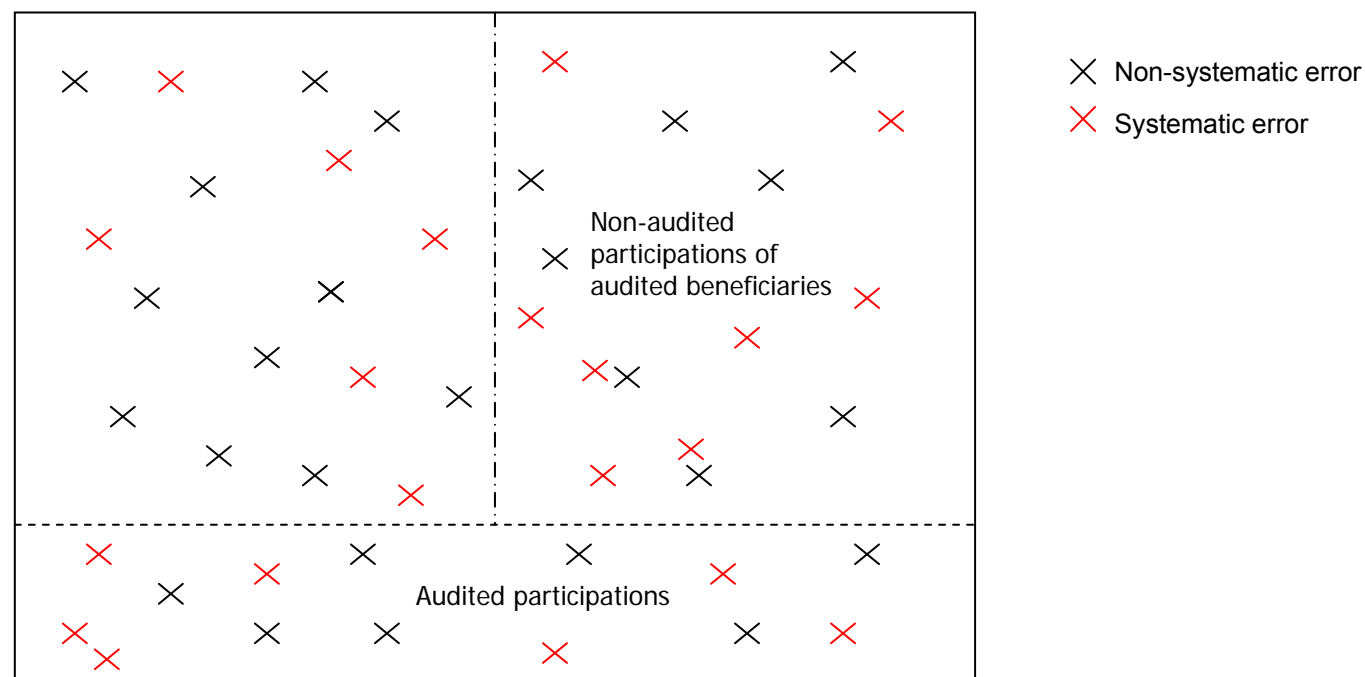 Non-systematic error
Systematic error
Non-audited
participations of
audited beneficiaries
Audited participations